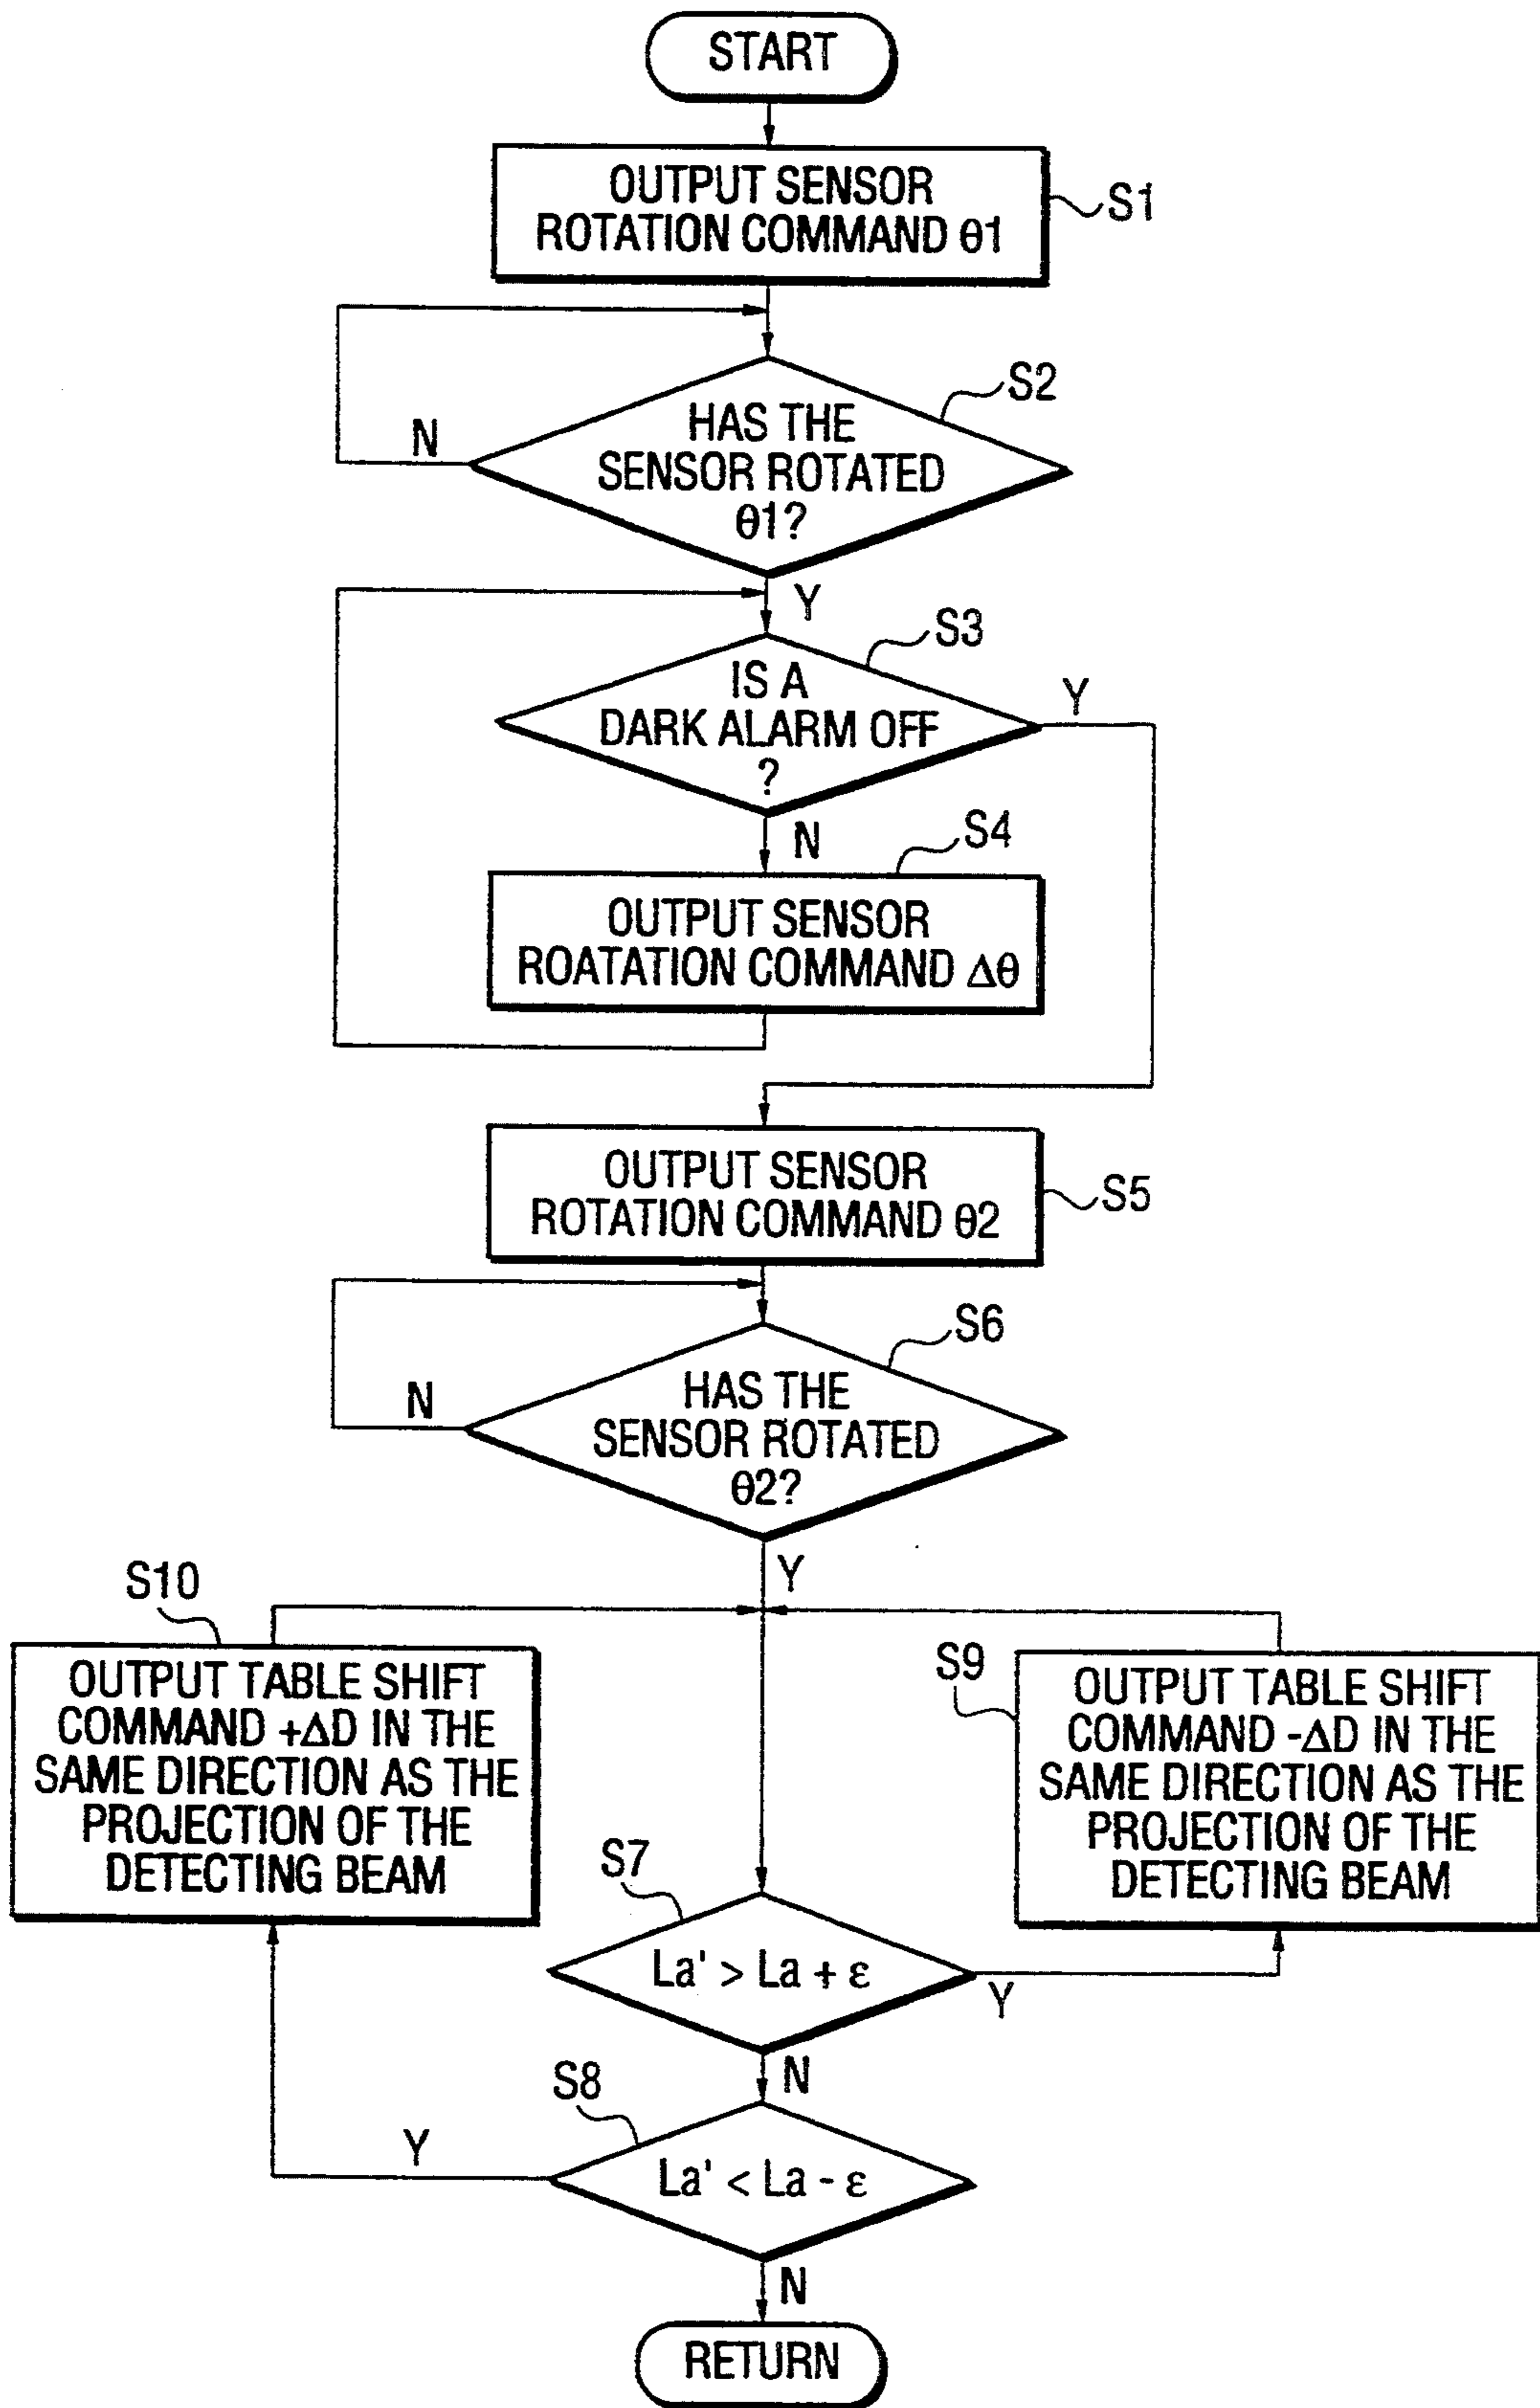 START
OUTPUT SENSOR
ROTATION COMMAND θ1
S1
S2
HAS THE
SENSOR ROTATED
θ1?
N
Y
S3
IS A
DARK ALARM OFF
?
Y
N
S4
OUTPUT SENSOR
ROATATION COMMAND Δθ
OUTPUT SENSOR
ROTATION COMMAND θ2
S5
S6
HAS THE
SENSOR ROTATED
θ2?
N
Y
S10
OUTPUT TABLE SHIFT
COMMAND +ΔD IN THE
SAME DIRECTION AS THE
PROJECTION OF THE
DETECTING BEAM
S9
OUTPUT TABLE SHIFT
COMMAND -ΔD IN THE
SAME DIRECTION AS THE
PROJECTION OF THE
DETECTING BEAM
S7
La' > La + ε
Y
N
S8
La' < La - ε
Y
N
RETURN